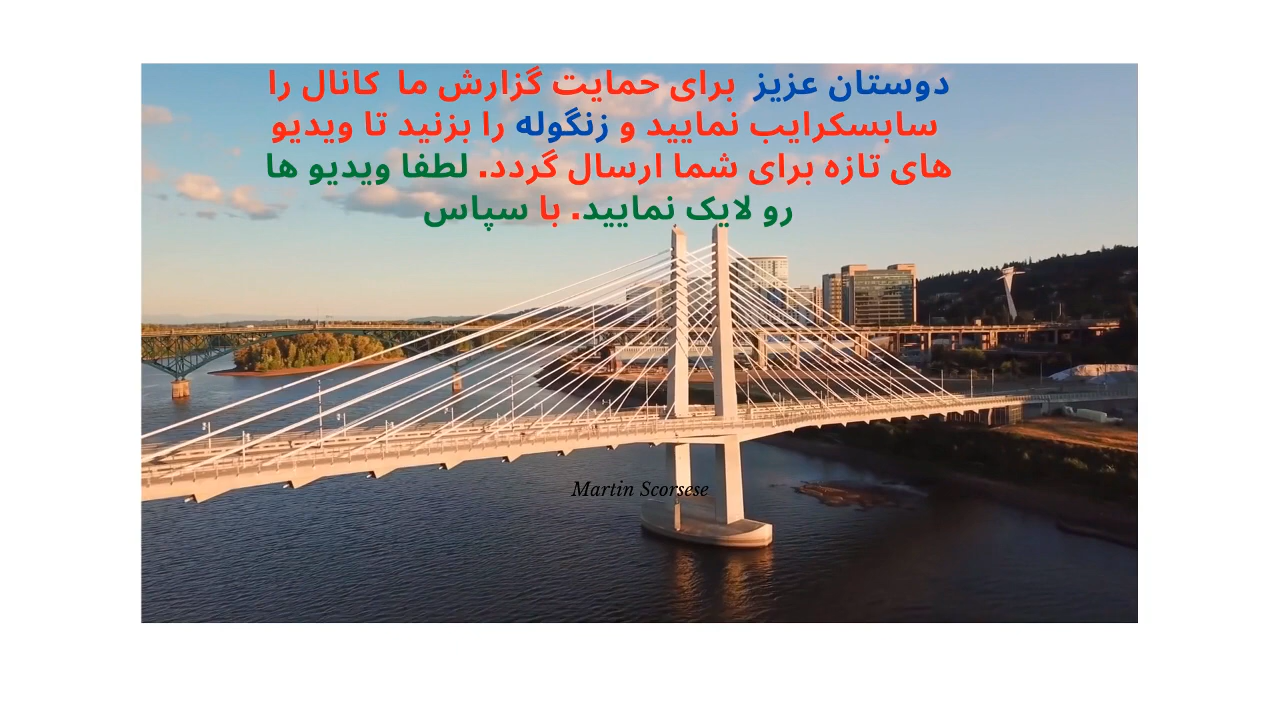 دوستان عزیز برای حمایت گزارش ما کانال را
سابسکرایب نمایید و زنگوله را بزنید تا ویدیو
های تازه برای شما ارسال گردد. لطفا ویدیو ها
رو لایک نمایید. با سپاس
Martin Scorsese